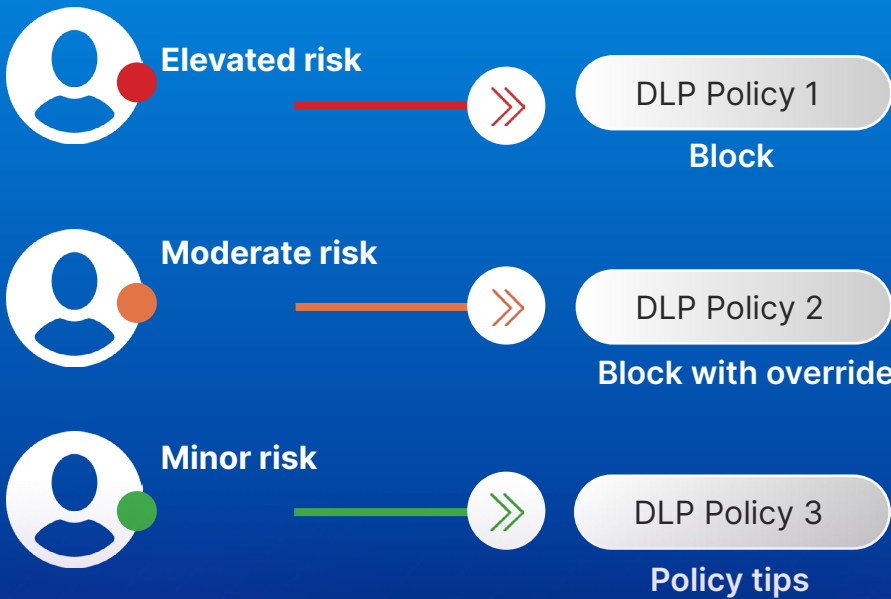 Elevated risk
DLP Policy 1
Block
Moderate risk
DLP Policy 2
Block with override
Minor risk
DLP Policy 3
Policy tips